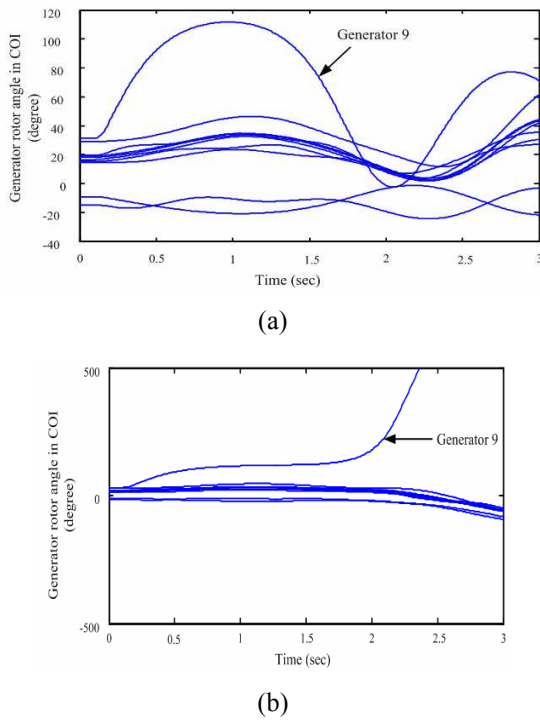 120
100
80
60
40
20
0
-20
-40
Generator rotor angle in COI
(degree)
Generator 9
0 0.5 1 1.5 2 2.5 3
Time (sec)
(a)
500
0
-500
Generator rotor angle in COI
(degree)
Generator 9
0 0.5 1 1.5 2 2.5 3
Time (sec)
(b)